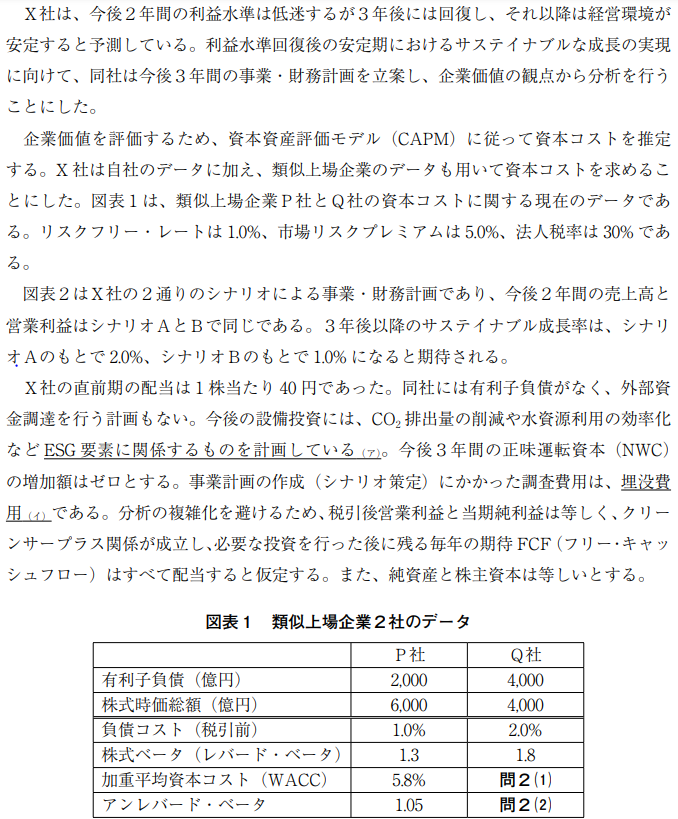 X社は、今後２年間の利益水準は低迷するが３年後には回復し、それ以降は経営環境が
安定すると予測している。利益水準回復後の安定期におけるサステイナブルな成長の実現
に向けて、同社は今後３年間の事業・財務計画を立案し、企業価値の観点から分析を行う
ことにした。
企業価値を評価するため、資本資産評価モデル（CAPM）に従って資本コストを推定
する。X社は自社のデータに加え、類似上場企業のデータも用いて資本コストを求めるこ
とにした。図表１は、類似上場企業P社とQ社の資本コストに関する現在のデータであ
る。リスクフリー・レートは1.0%、市場リスクプレミアムは5.0%、法人税率は30%であ
る。
図表２はX社の２通りのシナリオによる事業・財務計画であり、今後２年間の売上高と
営業利益はシナリオAとBで同じである。３年後以降のサステイナブル成長率は、シナリ
オAのもとで2.0%、シナリオBのもとで1.0%になると期待される。
X社の直前期の配当は１株当たり40円であった。同社には有利子負債がなく、外部資
金調達を行う計画もない。今後の設備投資には、CO₂排出量の削減や水資源利用の効率化
などESG要素に関係するものを計画している（ア）。今後３年間の正味運転資本（NWC）
の増加額はゼロとする。事業計画の作成（シナリオ策定）にかかった調査費用は、埋没費
用（イ）である。分析の複雑化を避けるため、税引後営業利益と当期純利益は等しく、クリー
ンサープラス関係が成立し、必要な投資を行った後に残る毎年の期待FCF（フリー・キャッ
シュフロー）はすべて配当すると仮定する。また、純資産と株主資本は等しいとする。
図表１　類似上場企業２社のデータ
P社 Q社
有利子負債（億円） 2,000 4,000
株式時価総額（億円） 6,000 4,000
負債コスト（税引前） 1.0% 2.0%
株式ベータ（レバード・ベータ） 1.3 1.8
加重平均資本コスト（WACC） 5.8% 問２⑴
アンレバード・ベータ 1.05 問２⑵